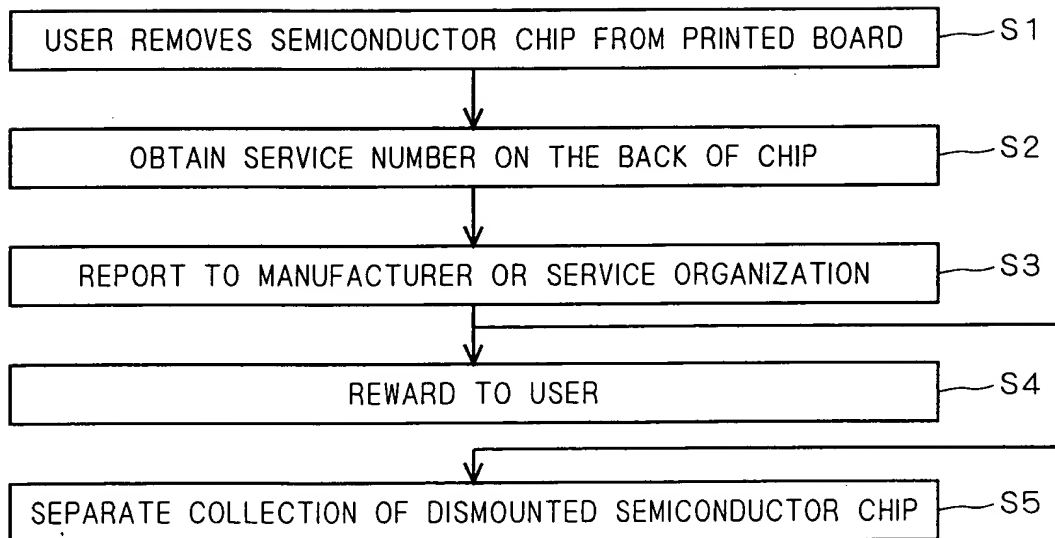 USER REMOVES SEMICONDUCTOR CHIP FROM PRINTED BOARD S1
OBTAIN SERVICE NUMBER ON THE BACK OF CHIP S2
REPORT TO MANUFACTURER OR SERVICE ORGANIZATION S3
REWARD TO USER S4
SEPARATE COLLECTION OF DISMOUNTED SEMICONDUCTOR CHIP S5